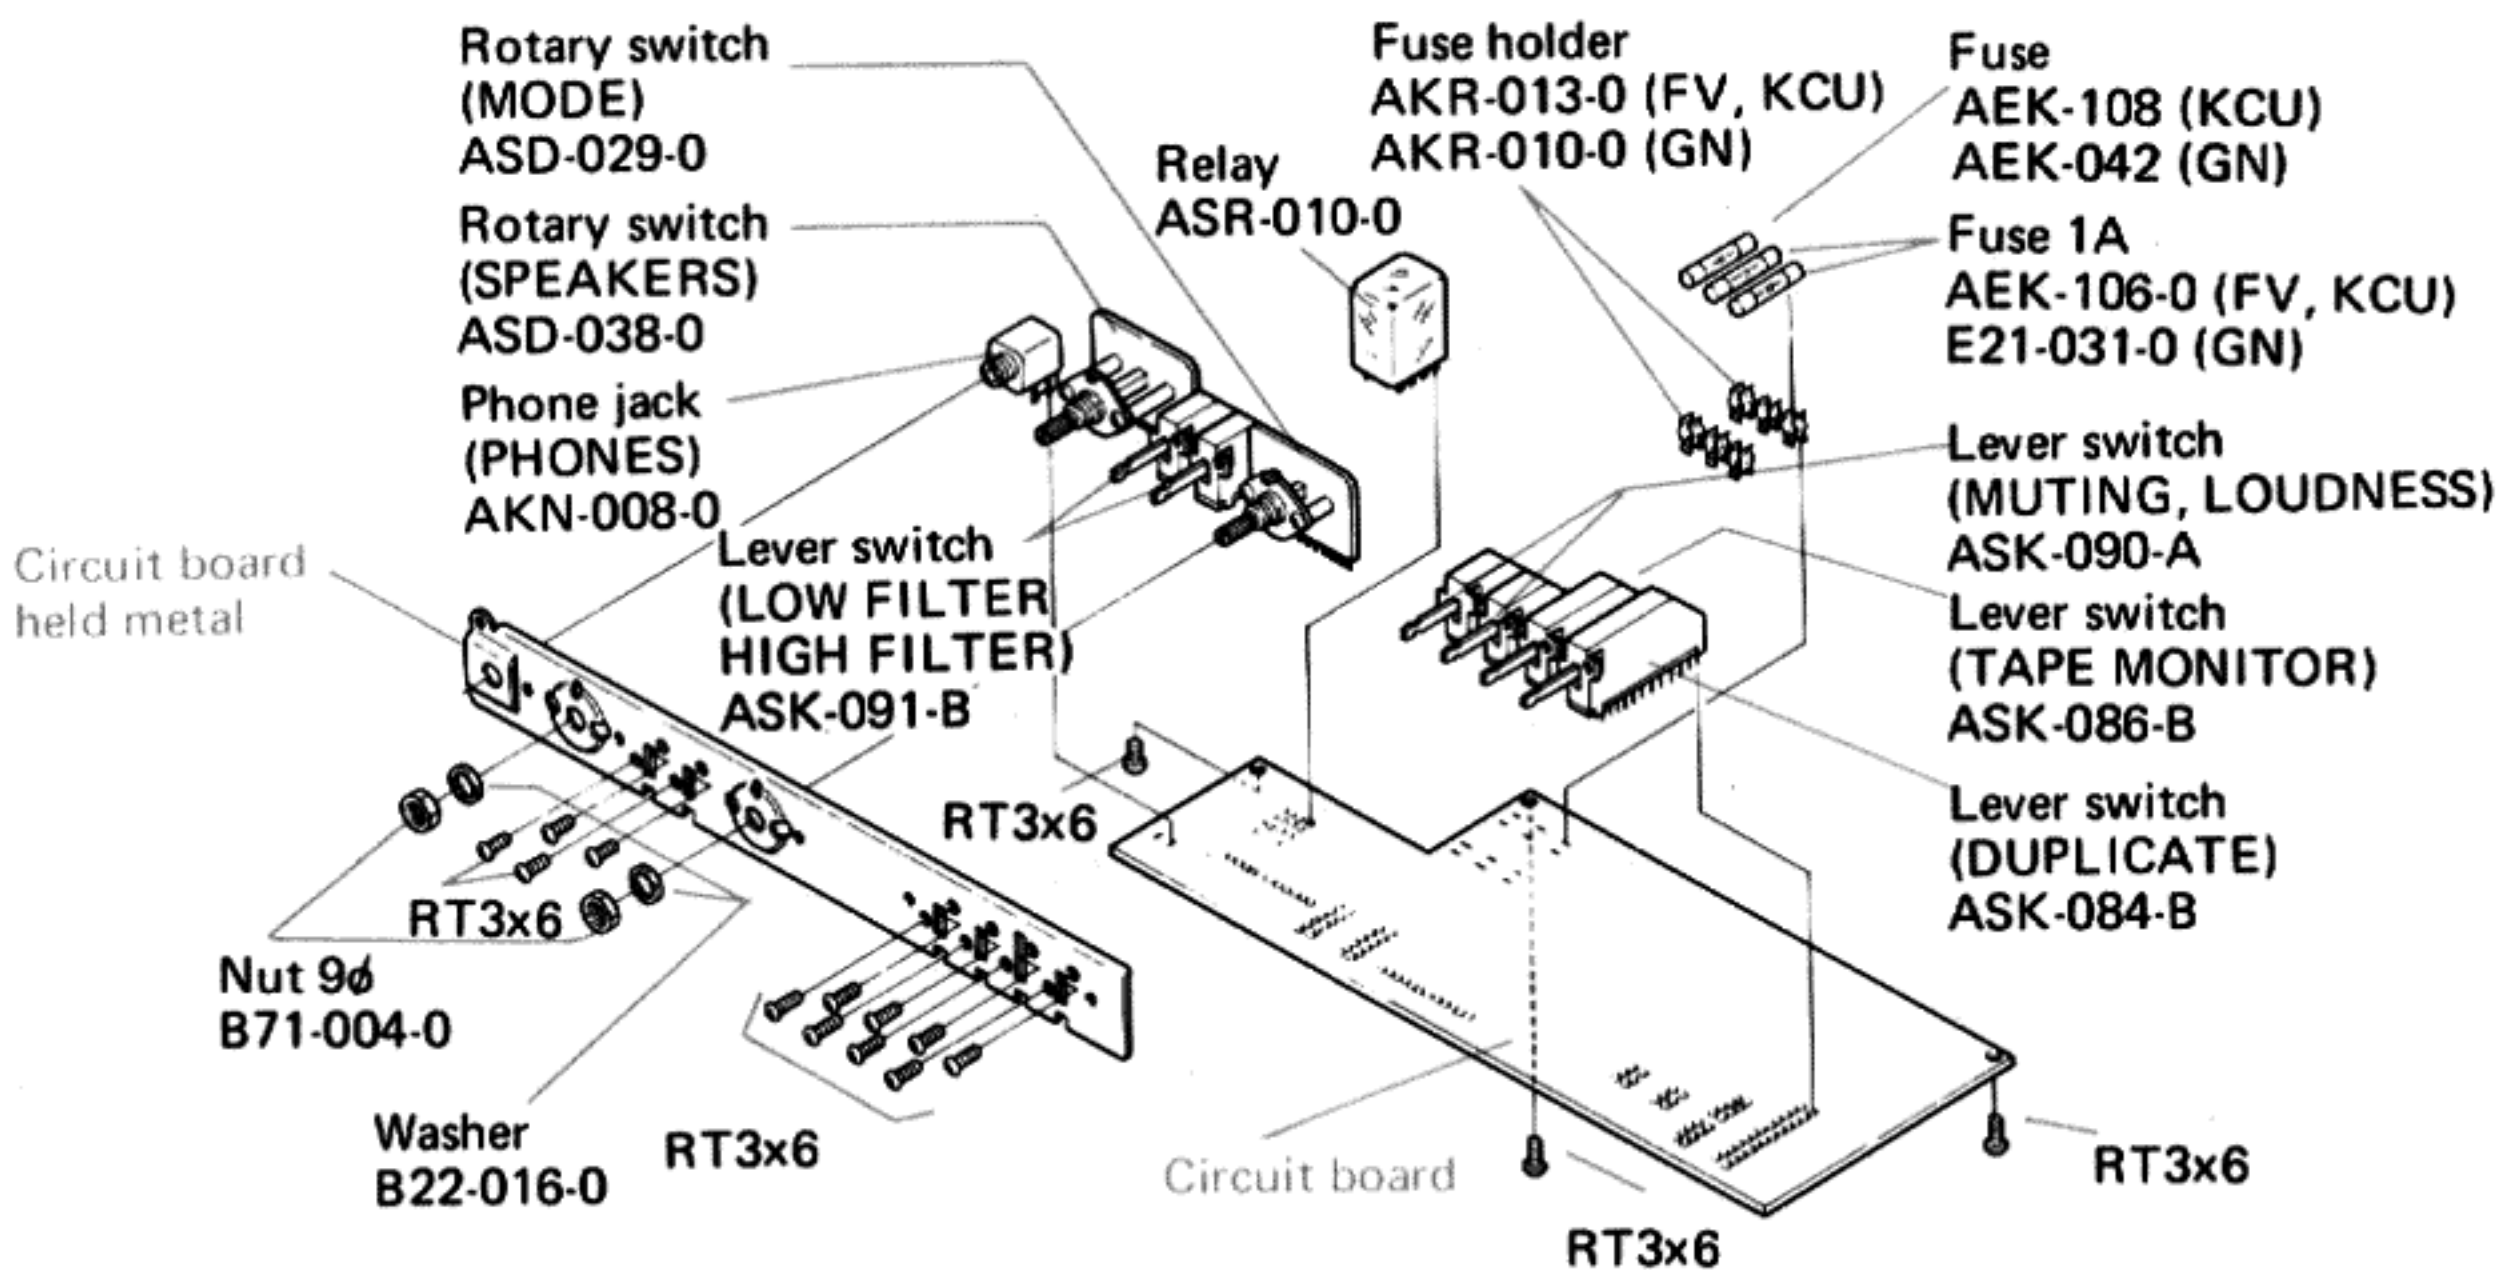 Rotary switch
(MODE)
ASD-029-0
Rotary switch
(SPEAKERS)
ASD-038-0
Phone jack
(PHONES)
AKN-008-0
Circuit board
held metal
Lever switch
(LOW FILTER
HIGH FILTER)
ASK-091-B
Relay
ASR-010-0
Fuse holder
AKR-013-0 (FV, KCU)
AKR-010-0 (GN)
Fuse
AEK-108 (KCU)
AEK-042 (GN)
Fuse 1A
AEK-106-0 (FV, KCU)
E21-031-0 (GN)
Lever switch
(MUTING, LOUDNESS)
ASK-090-A
Lever switch
(TAPE MONITOR)
ASK-086-B
Lever switch
(DUPLICATE)
ASK-084-B
RT3x6
RT3x6
Nut 9ø
B71-004-0
Washer
B22-016-0
RT3x6
Circuit board
RT3x6
RT3x6